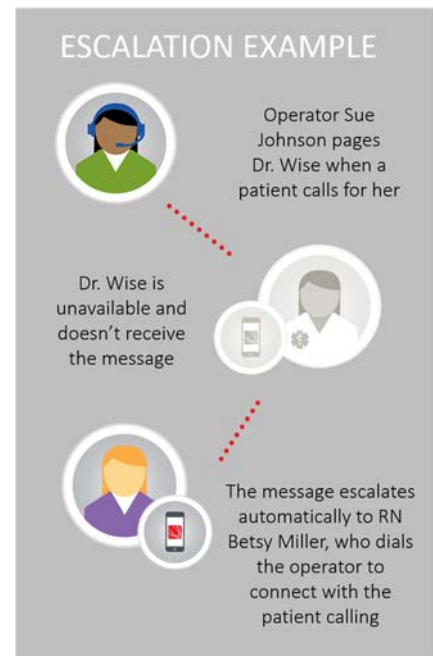 ESCALATION EXAMPLE
Operator Sue
Johnson pages
Dr. Wise when a
patient calls for her
Dr. Wise is
unavailable and
doesn’t receive
the message
The message escalates
automatically to RN
Betsy Miller, who dials
the operator to
connect with the
patient calling